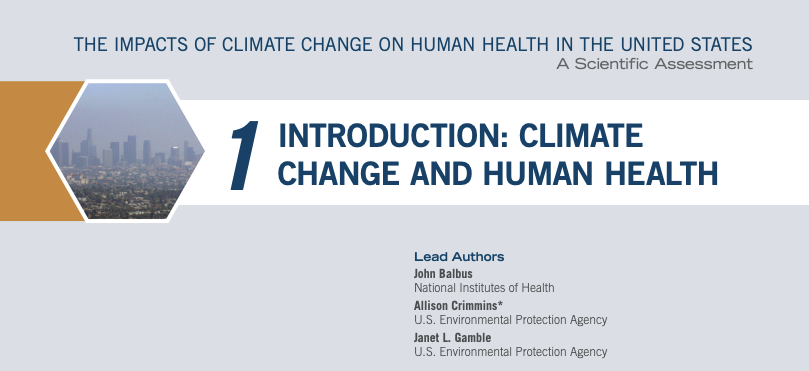 THE IMPACTS OF CLIMATE CHANGE ON HUMAN HEALTH IN THE UNITED STATES
A Scientific Assessment
1
INTRODUCTION: CLIMATE
CHANGE AND HUMAN HEALTH
Lead Authors
John Balbus
National Institutes of Health
Allison Crimmins*
U.S. Environmental Protection Agency
Janet L. Gamble
U.S. Environmental Protection Agency